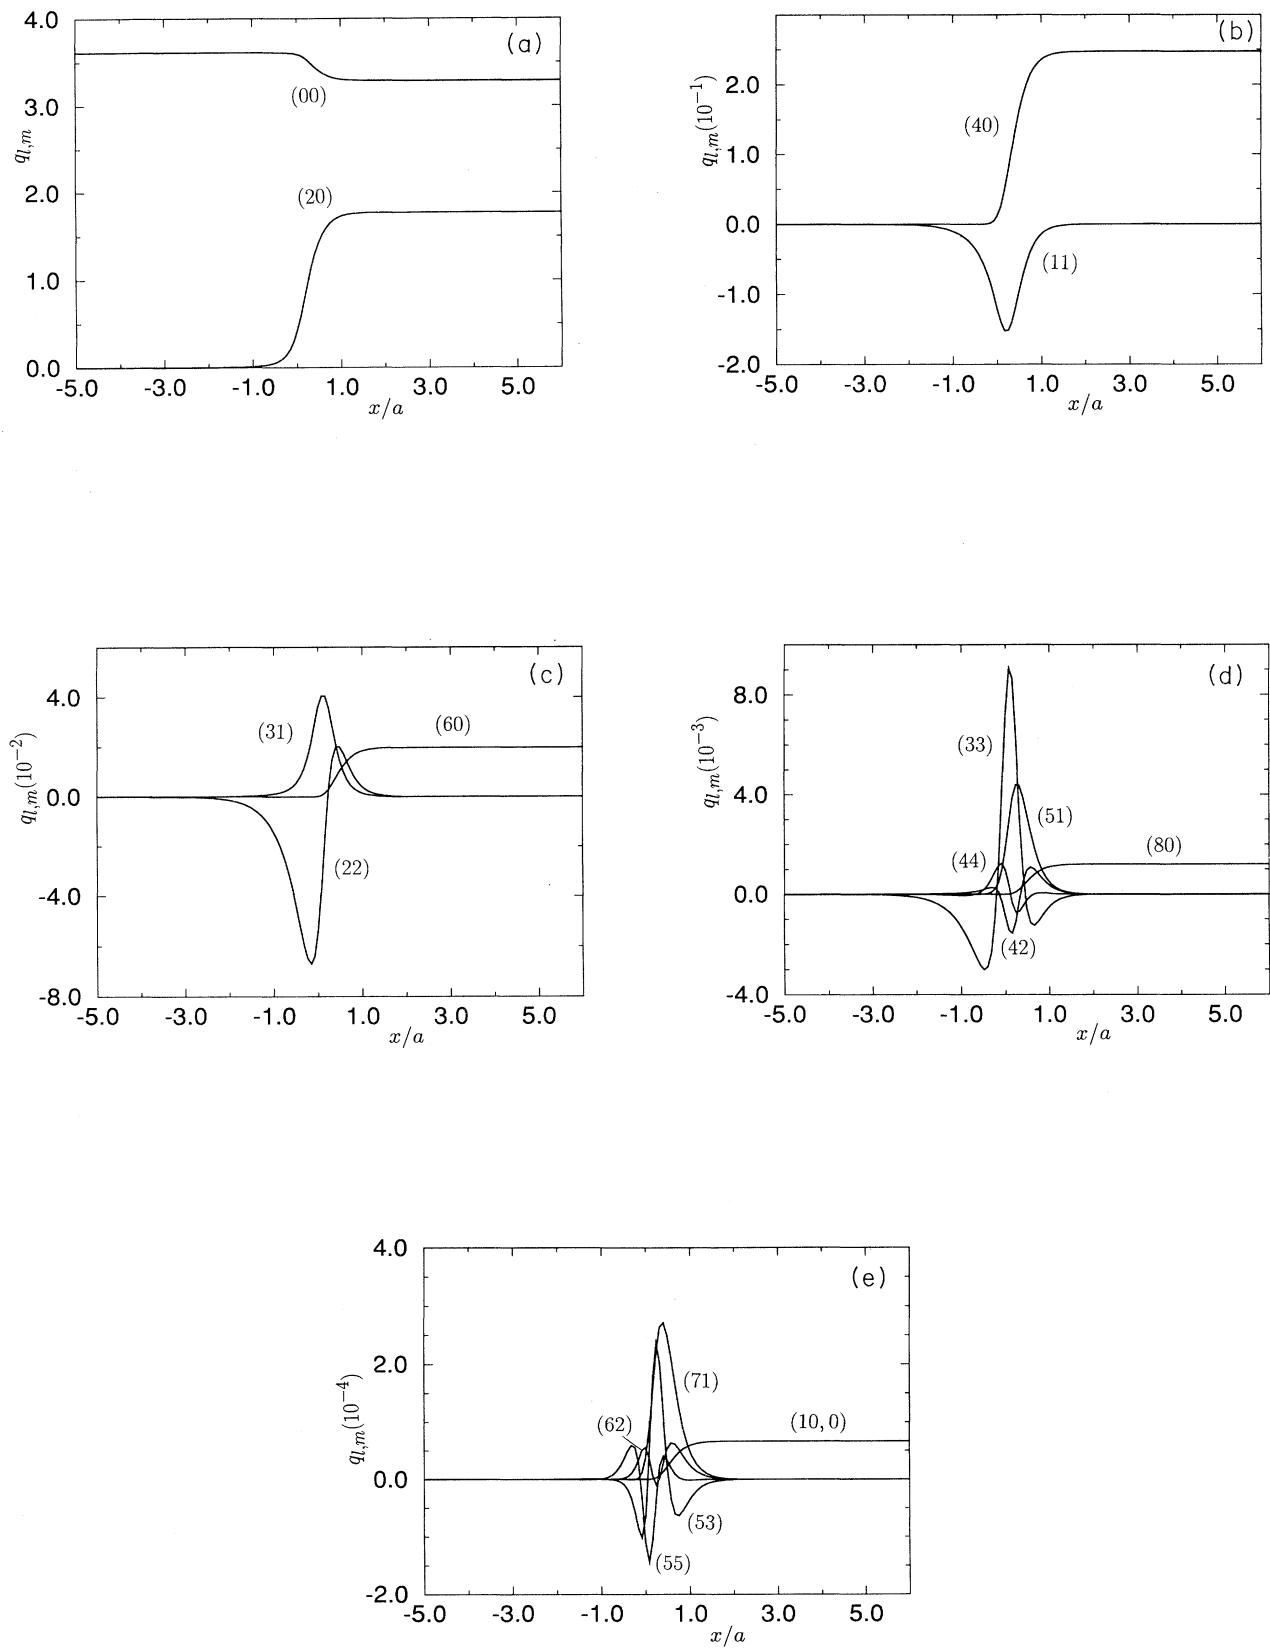 (a)
4.0
3.0
2.0
1.0
0.0
q_{l,m}
(00)
(20)
-5.0 -3.0 -1.0 1.0 3.0 5.0
x/a
(b)
2.0
1.0
0.0
-1.0
-2.0
q_{l,m}(10^{-1})
(40)
(11)
-5.0 -3.0 -1.0 1.0 3.0 5.0
x/a
(c)
4.0
0.0
-4.0
-8.0
q_{l,m}(10^{-2})
(31)
(60)
(22)
-5.0 -3.0 -1.0 1.0 3.0 5.0
x/a
(d)
8.0
4.0
0.0
-4.0
q_{l,m}(10^{-3})
(33)
(51)
(44)
(80)
(42)
-5.0 -3.0 -1.0 1.0 3.0 5.0
x/a
(e)
4.0
2.0
0.0
-2.0
q_{l,m}(10^{-4})
(71)
(62)
(10,0)
(53)
(55)
-5.0 -3.0 -1.0 1.0 3.0 5.0
x/a